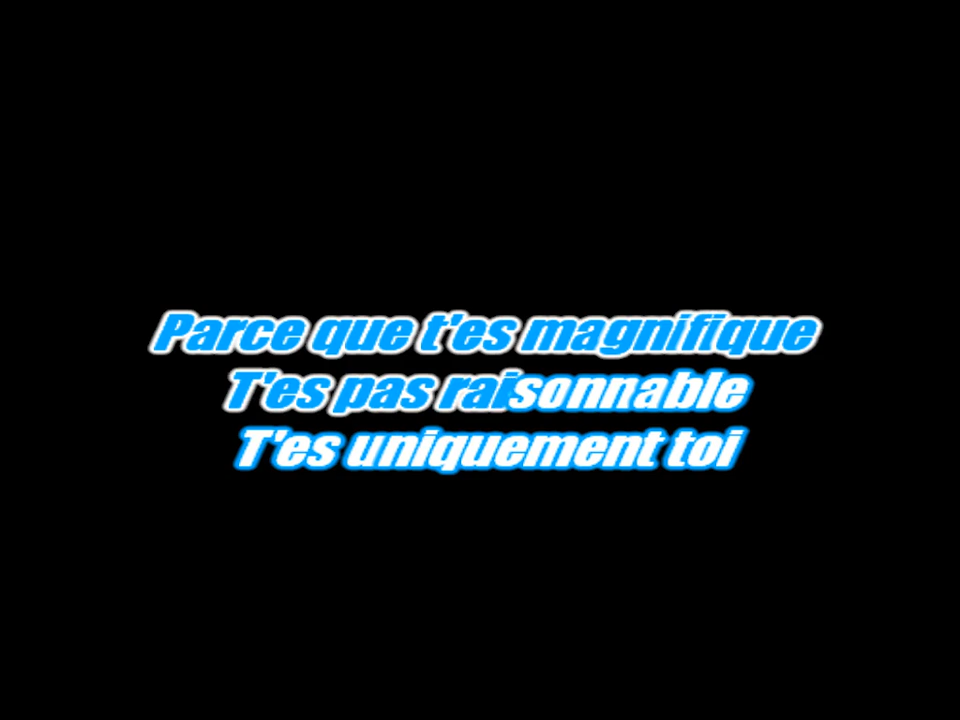 Parce que t'es magnifique
T'es pas raisonnable
T'es uniquement toi